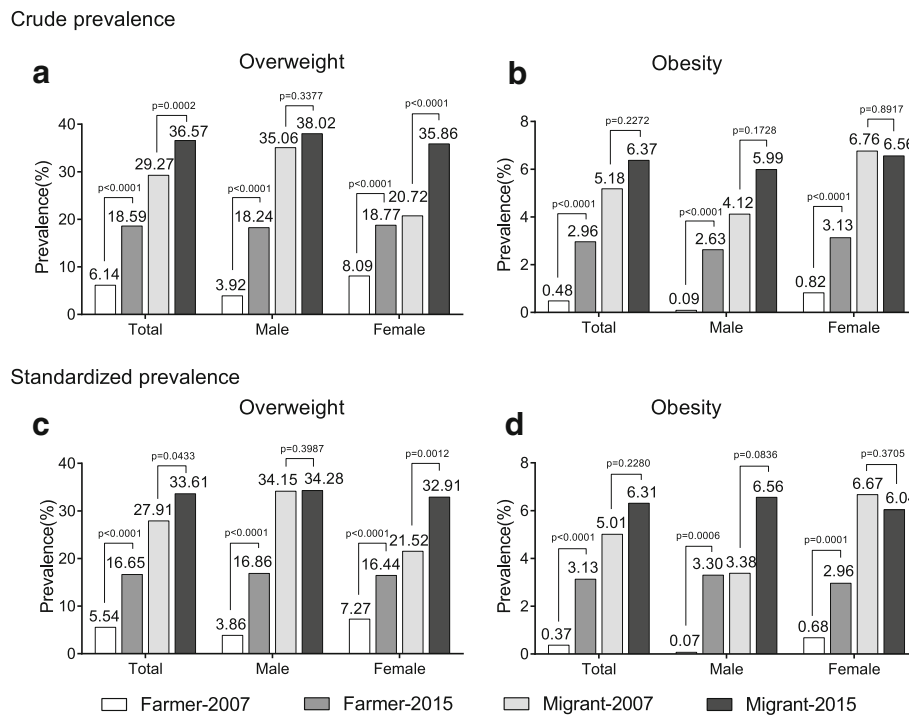 Crude prevalence
a
Overweight
Prevalence(%)
40
30
20
10
0
p<0.0001
p=0.0002
6.14
18.59
29.27
36.57
p<0.0001
p=0.3377
3.92
18.24
35.06
38.02
p<0.0001
p<0.0001
8.09
18.77
20.72
35.86
Total
Male
Female
b
Obesity
Prevalence(%)
8
6
4
2
0
p<0.0001
p=0.2272
0.48
2.96
5.18
6.37
p<0.0001
p=0.1728
0.09
2.63
4.12
5.99
p<0.0001
p=0.8917
0.82
3.13
6.76
6.56
Total
Male
Female
Standardized prevalence
c
Overweight
Prevalence(%)
40
30
20
10
0
p<0.0001
p=0.0433
5.54
16.65
27.91
33.61
p<0.0001
p=0.3987
3.86
16.86
34.15
34.28
p<0.0001
p=0.0012
7.27
16.44
21.52
32.91
Total
Male
Female
d
Obesity
Prevalence(%)
8
6
4
2
0
p<0.0001
p=0.2280
0.37
3.13
5.01
6.31
p=0.0006
p=0.0836
0.07
3.30
3.38
6.56
p=0.0001
p=0.3705
0.68
2.96
6.67
6.04
Total
Male
Female
Farmer-2007
Farmer-2015
Migrant-2007
Migrant-2015